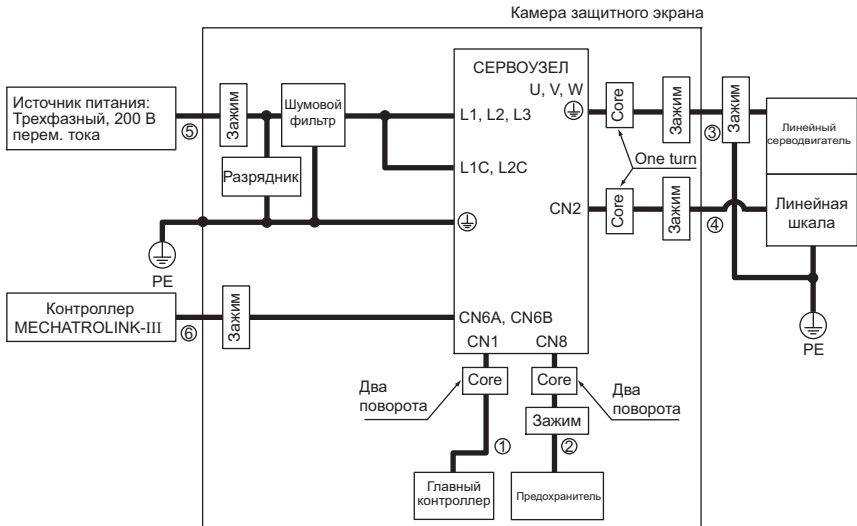 Камера защитного экрана
СЕРВОУЗЕЛ
U, V, W
Источник питания:
Трехфазный, 200 В
перем. тока
⑤
Зажим
Шумовой
фильтр
L1, L2, L3
Core
Зажим
③
Зажим
Линейный
серводвигатель
Разрядник
L1C, L2C
One turn
CN2
Core
Зажим
④
Линейная
шкала
PE
Контроллер
MECHATROLINK-III
⑥
Зажим
CN6A, CN6B
PE
CN1
CN8
Два
поворота
Core
Core
Два
поворота
Зажим
①
②
Главный
контроллер
Предохранитель